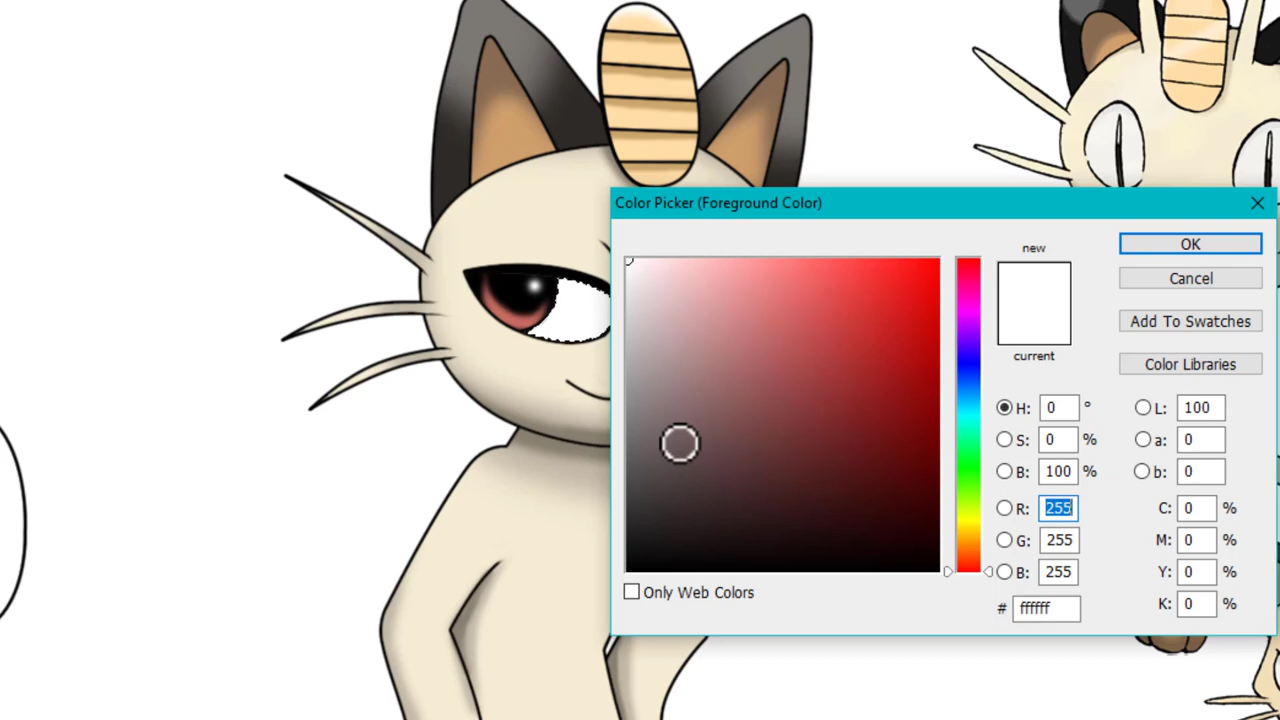 Color Picker (Foreground Color)
new
current
OK
Cancel
Add To Swatches
Color Libraries
H: 0 °
S: 0 %
B: 100 %
R: 255
G: 255
B: 255
# ffffff
L: 100
a: 0
b: 0
C: 0 %
M: 0 %
Y: 0 %
K: 0 %
Only Web Colors